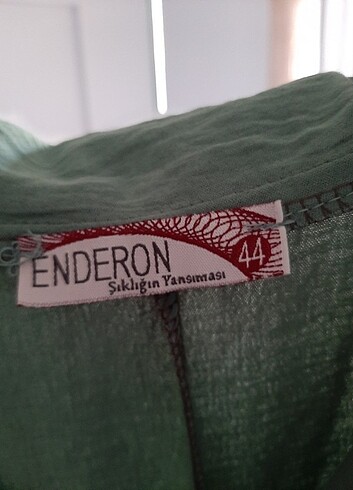 ENDERON
44
Şıklığın Yansıması